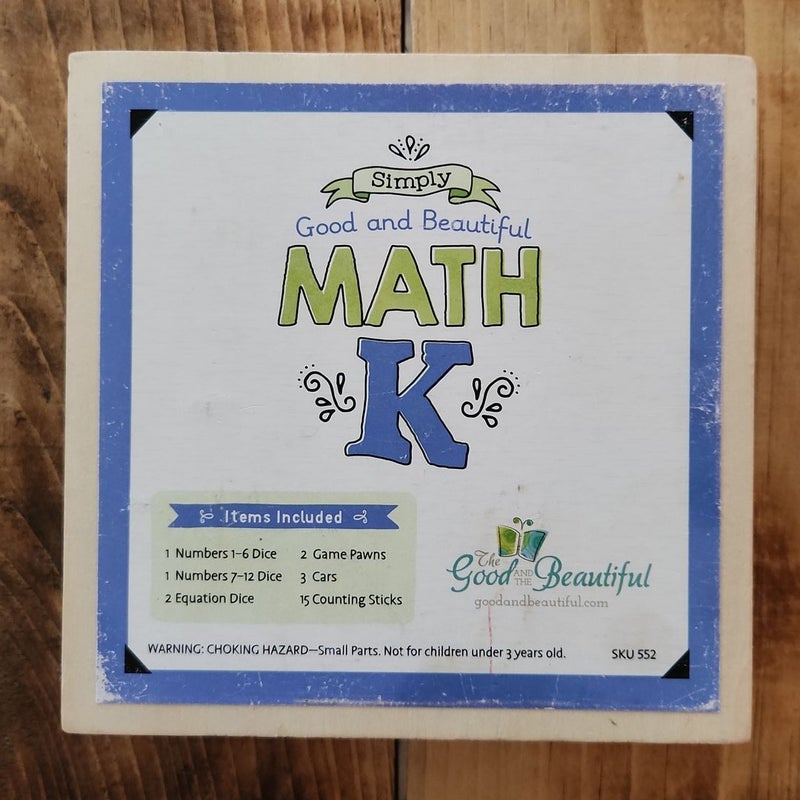 Simply
Good and Beautiful
MATH
K
Items Included
1 Numbers 1–6 Dice
1 Numbers 7–12 Dice
2 Equation Dice
2 Game Pawns
3 Cars
15 Counting Sticks
The
Good AND THE Beautiful
goodandbeautiful.com
WARNING: CHOKING HAZARD—Small Parts. Not for children under 3 years old.
SKU 552